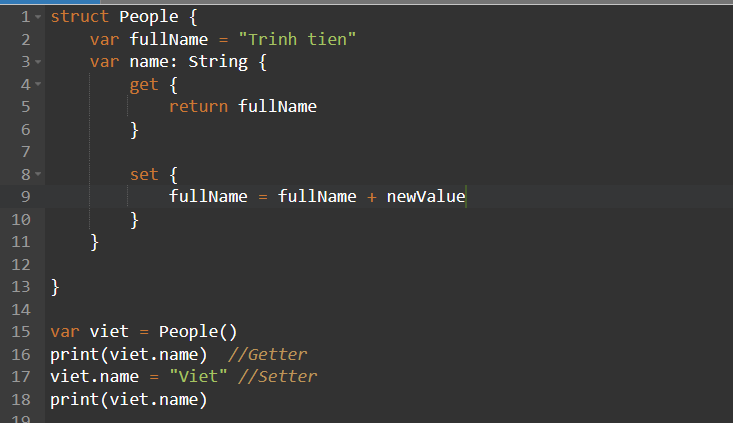 1 struct People {
2     var fullName = "Trinh tien"
3     var name: String {
4         get {
5             return fullName
6         }
7
8         set {
9             fullName = fullName + newValue
10         }
11     }
12
13 }
14
15 var viet = People()
16 print(viet.name)  //Getter
17 viet.name = "Viet" //Setter
18 print(viet.name)
19